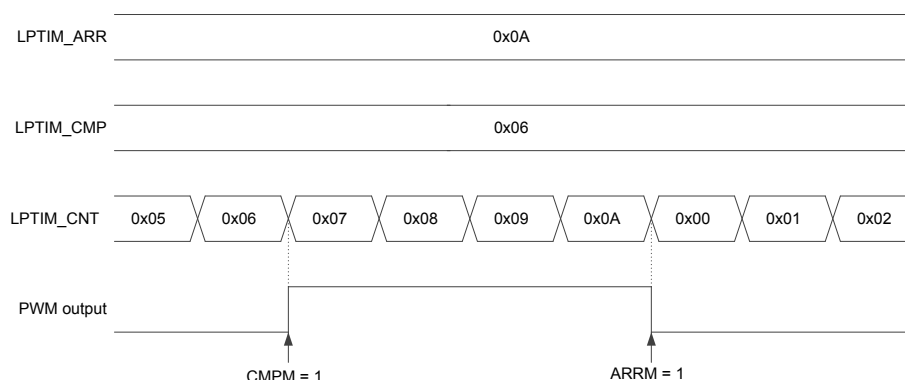 LPTIM_ARR 0x0A
LPTIM_CMP 0x06
LPTIM_CNT 0x05 0x06 0x07 0x08 0x09 0x0A 0x00 0x01 0x02
PWM output
CMPM = 1 ARRM = 1